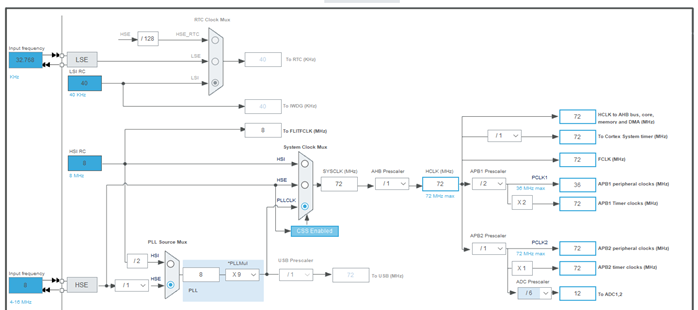 RTC Clock Mux
HSE
/ 128
HSE_RTC
Input frequency
32.768
KHz
LSE
LSE
40
To RTC (KHz)
LSI RC
LSI
40
40 KHz
40
To IWDG (KHz)
8
To FLITFCLK (MHz)
HCLK to AHB bus, core,
memory and DMA (MHz)
72
/ 1
72
To Cortex System timer (MHz)
System Clock Mux
HSI RC
HSI
8
8 MHz
72
FCLK (MHz)
SYSCLK (MHz)
AHB Prescaler
HCLK (MHz)
APB1 Prescaler
HSE
72
/ 1
72
/ 2
PCLK1
36
APB1 peripheral clocks (MHz)
72 MHz max
36 MHz max
PLLCLK
X 2
72
APB1 Timer clocks (MHz)
CSS Enabled
APB2 Prescaler
PLL Source Mux
PCLK2
/ 1
72
APB2 peripheral clocks (MHz)
72 MHz max
/ 2
HSI
*PLLMul
USB Prescaler
X 1
72
APB2 timer clocks (MHz)
Input frequency
8
X 9
/ 1
72
To USB (MHz)
HSE
8
HSE
/ 1
PLL
ADC Prescaler
/ 6
12
To ADC1,2
4-16 MHz